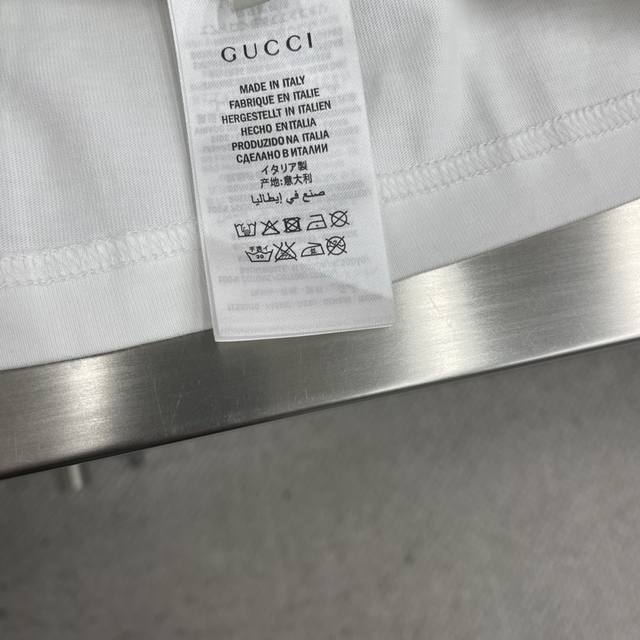 GUCCI
MADE IN ITALY
FABRIQUE EN ITALIE
HERGESTELLT IN ITALIEN
HECHO EN ITALIA
PRODUZIDO NA ITALIA
СДЕЛАНО В ИТАЛИИ
イタリア製
产地:意大利
صنع في إيطاليا